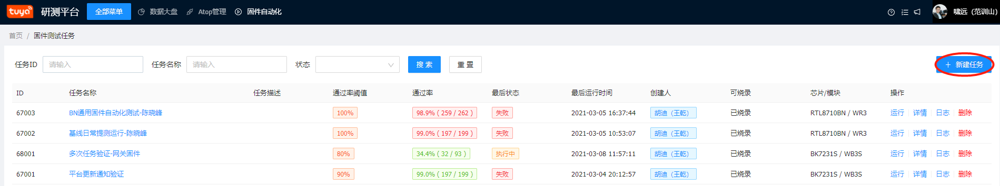 tuya 研测平台 全部菜单 数据大盘 Atop管理 固件自动化 啸远（范训山）
首页 / 固件测试任务
任务ID 请输入 任务名称 请输入 状态 搜 索 重 置 + 新建任务
ID 任务名称 任务描述 通过率阈值 通过率 最后状态 最后运行时间 创建人 可烧录 芯片/模块 操作
67003 BN通用固件自动化测试-陈晓峰 100% 98.9% ( 259 / 262 ) 失败 2021-03-05 16:37:44 胡迪（王乾） 已烧录 RTL8710BN / WR3 运行 详情 日志 删除
67002 基线日常提测运行-陈晓峰 100% 99.0% ( 197 / 199 ) 失败 2021-03-05 10:53:07 胡迪（王乾） 已烧录 RTL8710BN / WR3 运行 详情 日志 删除
68001 多次任务验证-网关固件 80% 34.4% ( 32 / 93 ) 执行中 2021-03-08 11:57:11 胡迪（王乾） 已烧录 BK7231S / WB3S 运行 详情 日志 删除
67001 平台更新通知验证 90% 99.0% ( 197 / 199 ) 失败 2021-03-04 20:12:57 胡迪（王乾） 已烧录 BK7231S / WB3S 运行 详情 日志 删除